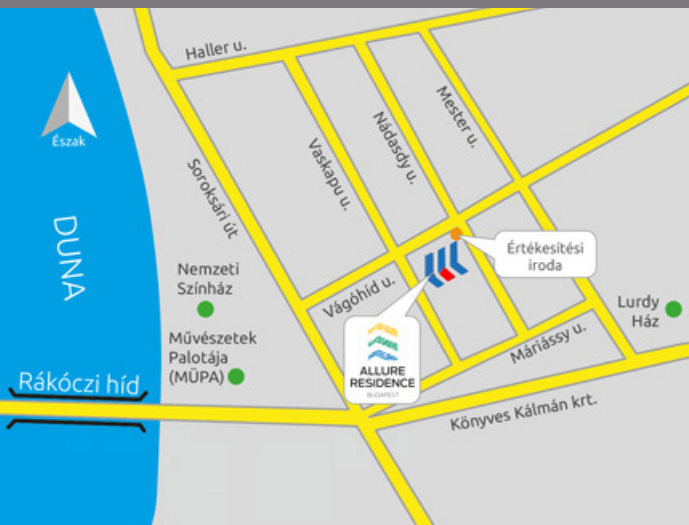 Haller u.
Mester u.
Nádasdy u.
Vaskapu u.
Észak
Soroksári út
DUNA
Értékesítési
iroda
Nemzeti
Színház
Vágóhíd u.
Lurdy
Ház
Művészetek
Palotája
(MÜPA)
Máriássy u.
ALLURE
RESIDENCE
BUDAPEST
Rákóczi híd
Könyves Kálmán krt.